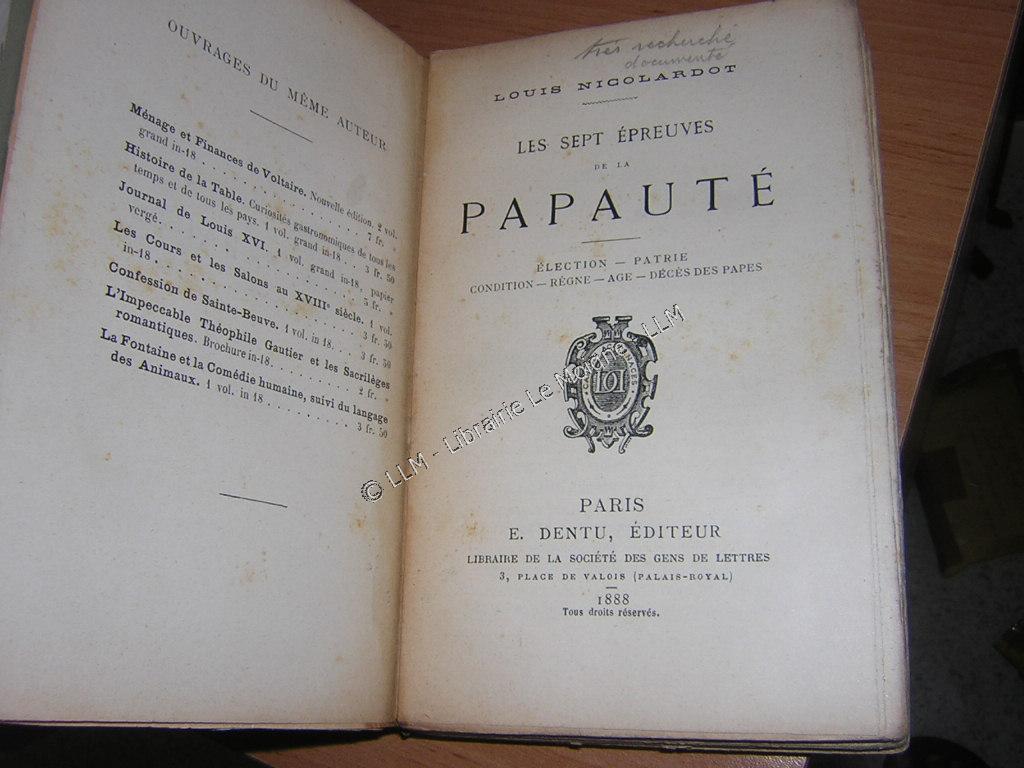 OUVRAGES DU MÊME AUTEUR
Ménage et Finances de Voltaire. Nouvelle édition. 2 vol.
grand in-18 . . . . . . . . . . . . 7 fr. »
Histoire de la Table. Curiosités gastronomiques de tous les
temps et de tous les pays. 1 vol. grand in-18 . . 3 fr. 50
Journal de Louis XVI. 1 vol. grand in-18, papier
vergé. . . . . . . . . . . . . . . . 5 fr. »
Les Cours et les Salons au XVIIIe siècle. 1 vol.
in-18 . . . . . . . . . . . . . . . . 3 fr. 50
Confession de Sainte-Beuve. 1 vol. in 18. . . 3 fr. 50
L'Impeccable Théophile Gautier et les Sacrilèges
romantiques. Brochure in-18. . . . . . . . . 2 fr. »
La Fontaine et la Comédie humaine, suivi du langage
des Animaux. 1 vol. in 18 . . . . . . . . 3 fr. 50
très recherché
documenté
LOUIS NICOLARDOT
LES SEPT ÉPREUVES
DE LA
PAPAUTÉ
ÉLECTION — PATRIE
CONDITION — RÈGNE — AGE — DÉCÈS DES PAPES
PARIS
E. DENTU, ÉDITEUR
LIBRAIRE DE LA SOCIÉTÉ DES GENS DE LETTRES
3, PLACE DE VALOIS (PALAIS-ROYAL)
1888
Tous droits réservés.
© LLM - Librairie Le Moine - LLM